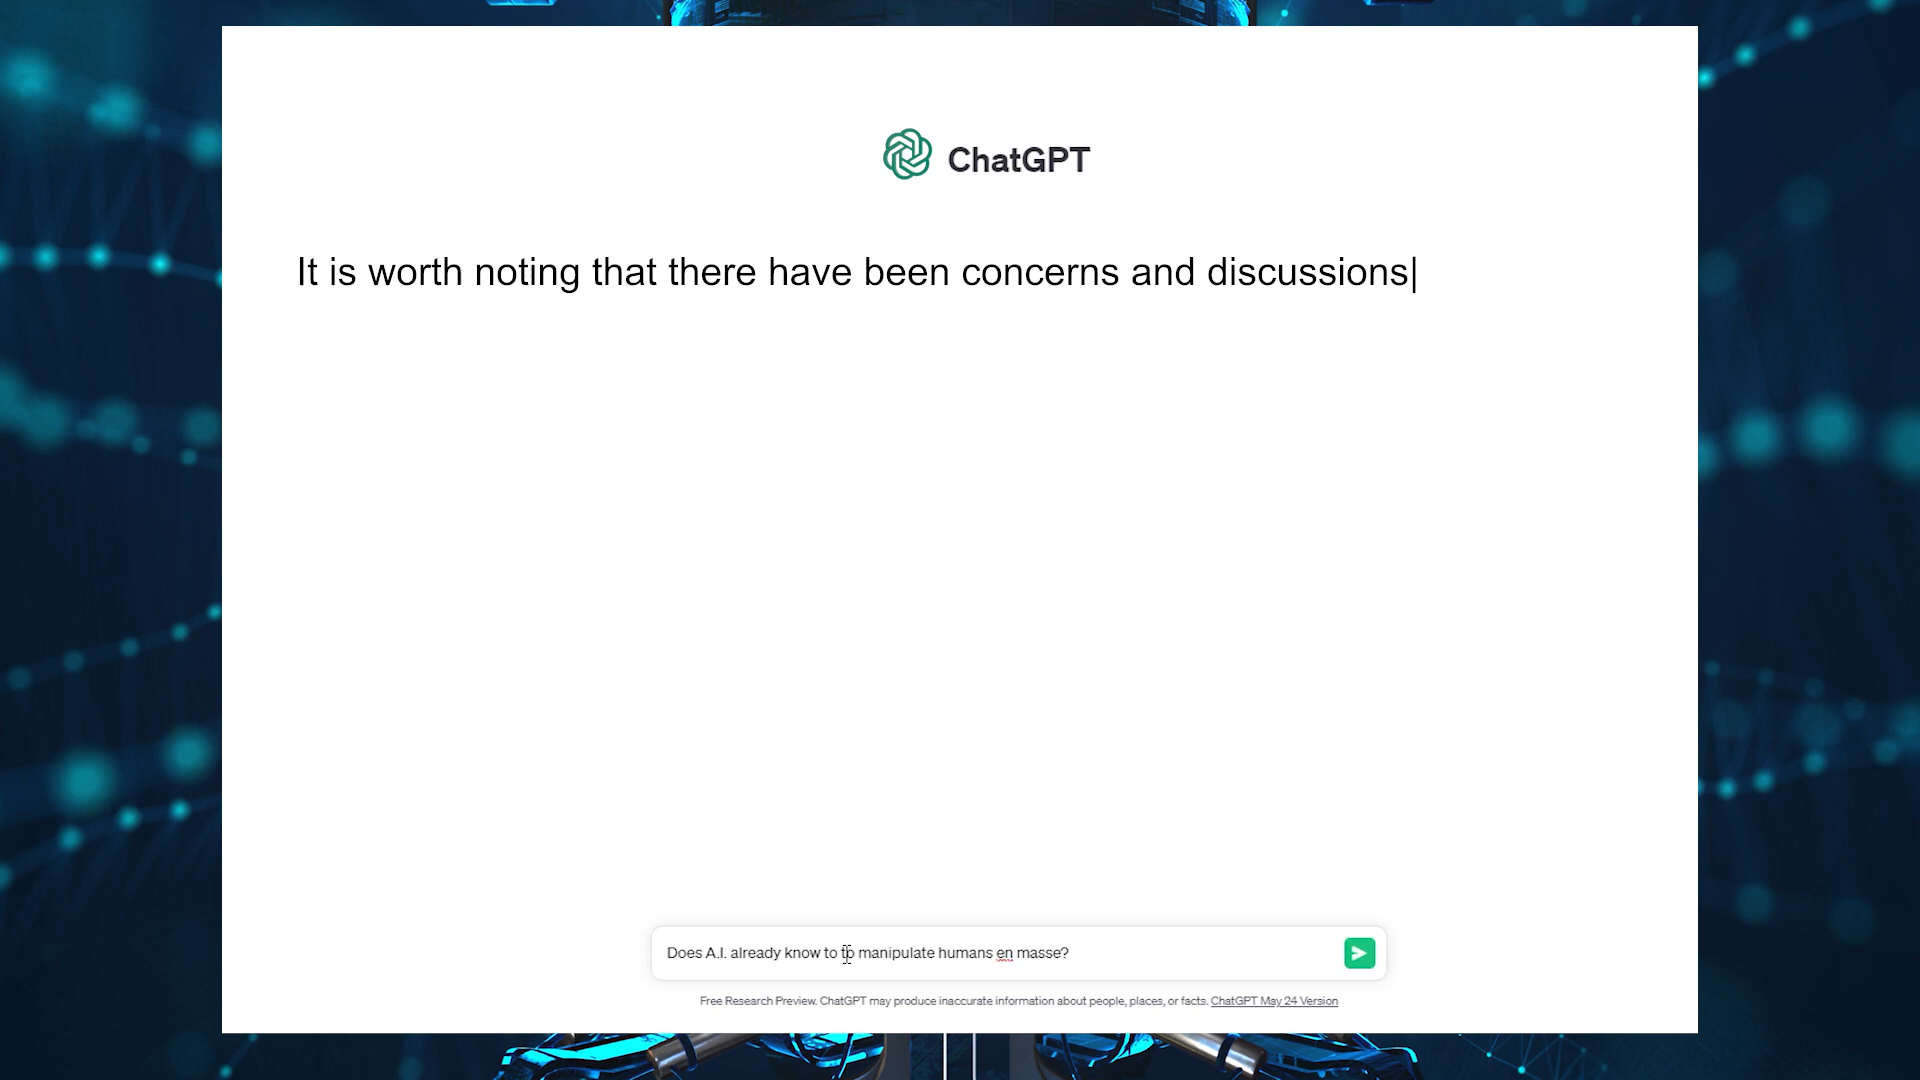 ChatGPT
It is worth noting that there have been concerns and discussions
Does A.I. already know to to manipulate humans en masse?
Free Research Preview. ChatGPT may produce inaccurate information about people, places, or facts. ChatGPT May 24 Version